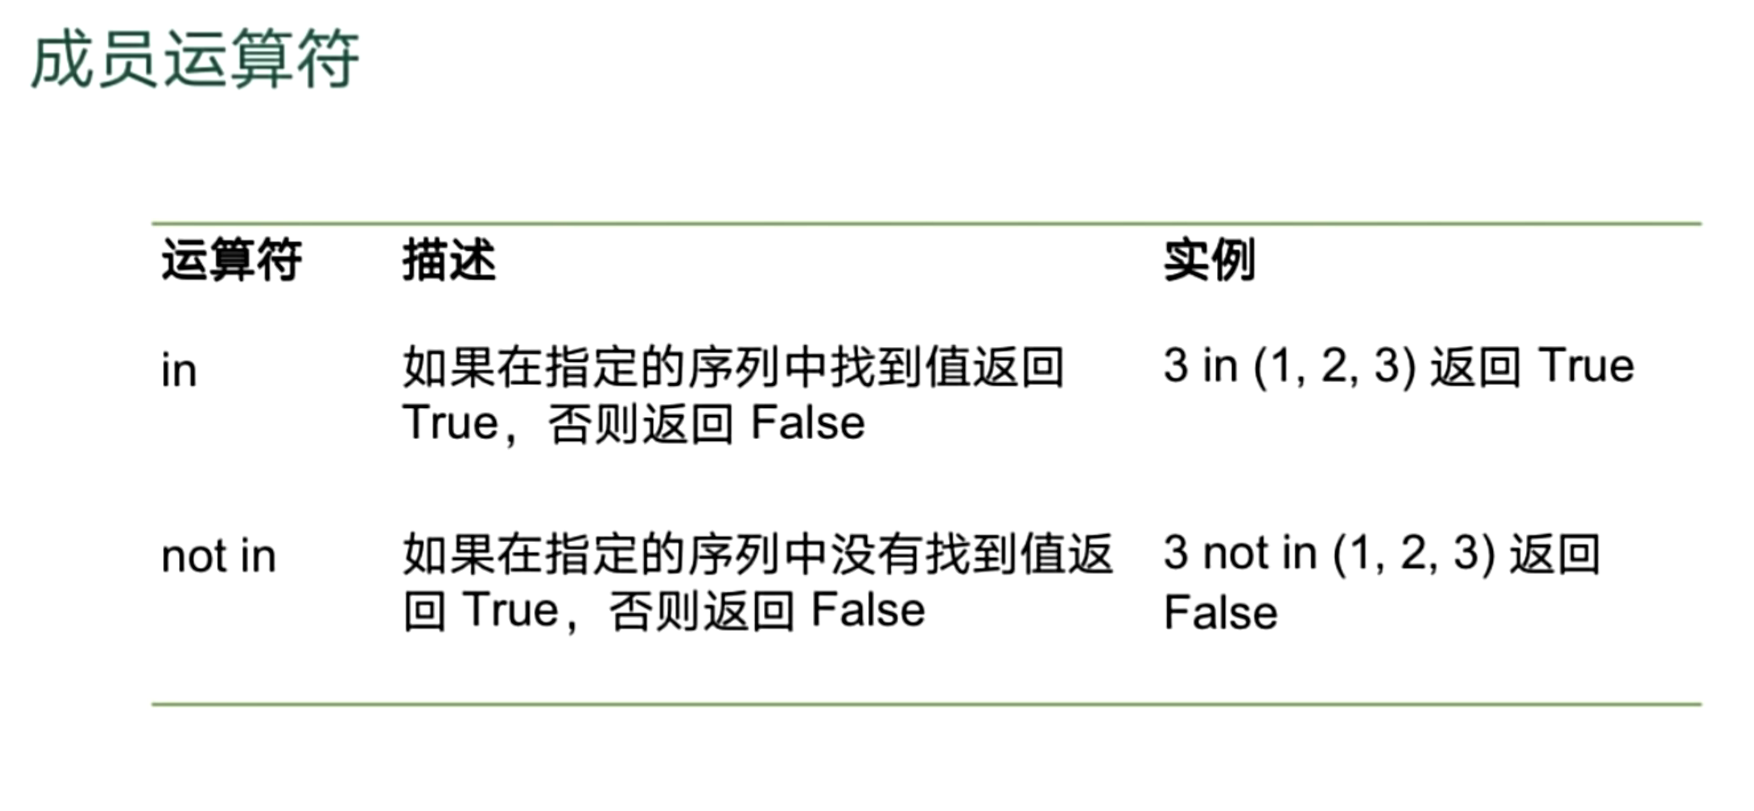 成员运算符
运算符 描述 实例
in 如果在指定的序列中找到值返回 3 in (1, 2, 3) 返回 True
True，否则返回 False
not in 如果在指定的序列中没有找到值返 3 not in (1, 2, 3) 返回
回 True，否则返回 False False